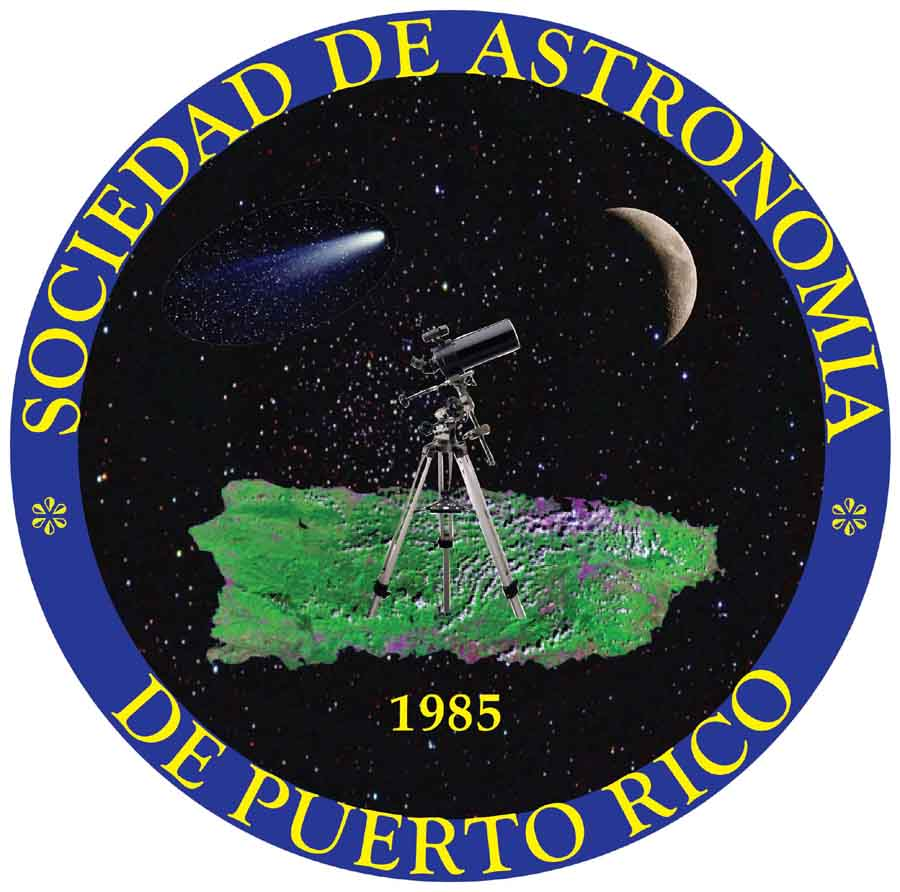 SOCIEDAD DE ASTRONOMIA
DE PUERTO RICO
1985